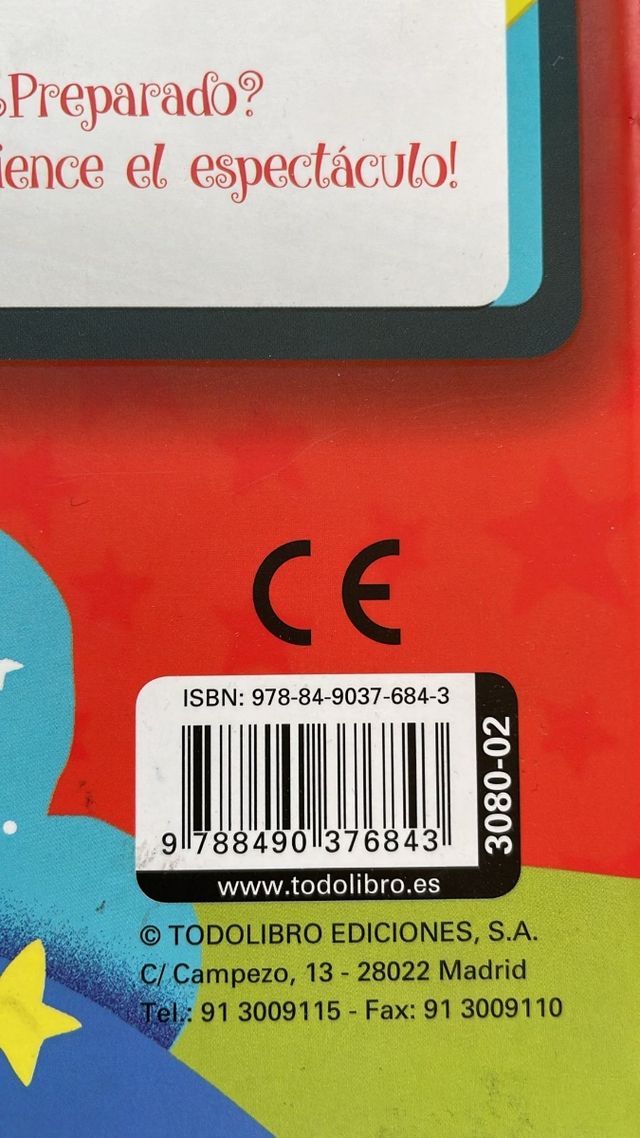 ¿Preparado?
ience el espectáculo!
CE
ISBN: 978-84-9037-684-3
9 788490 376843
3080-02
www.todolibro.es
© TODOLIBRO EDICIONES, S.A.
C/ Campezo, 13 - 28022 Madrid
Tel.: 91 3009115 - Fax: 91 3009110